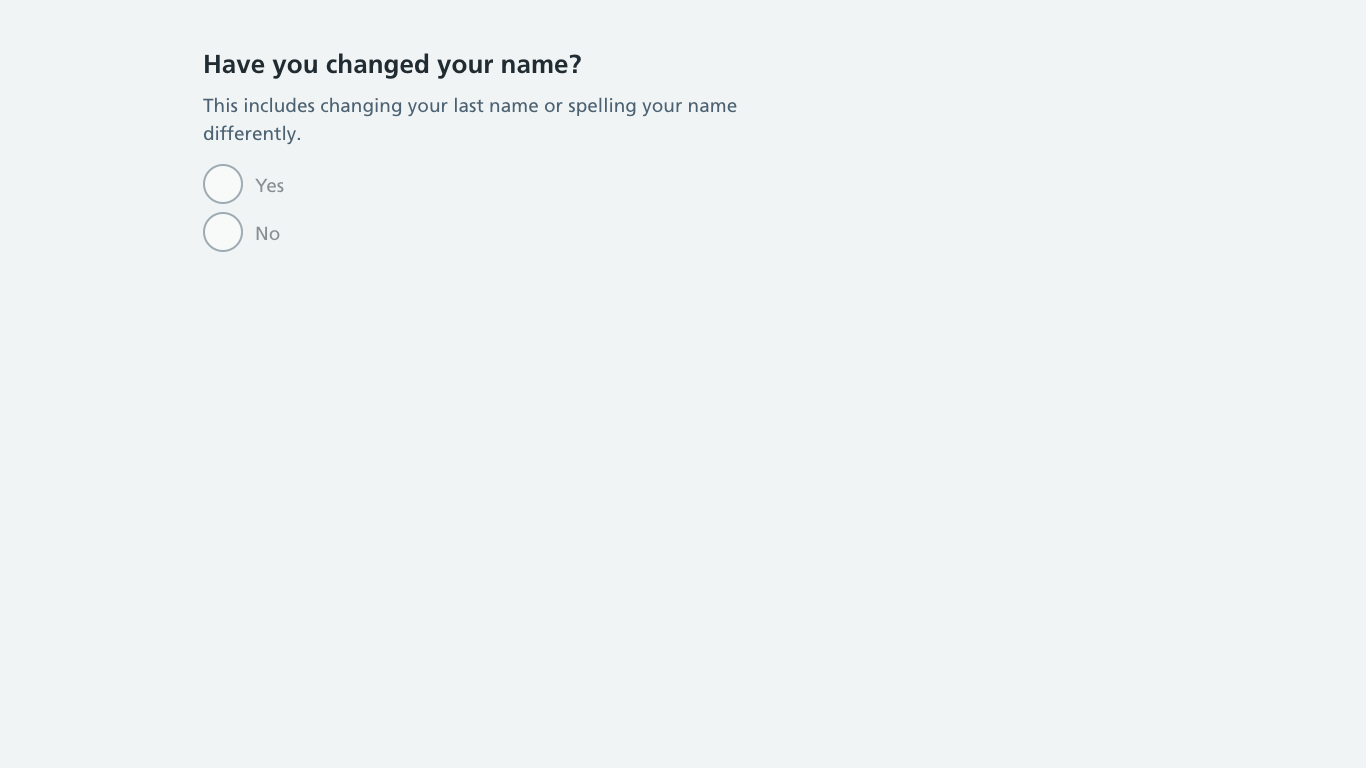 Have you changed your name?
This includes changing your last name or spelling your name
differently.
Yes
No